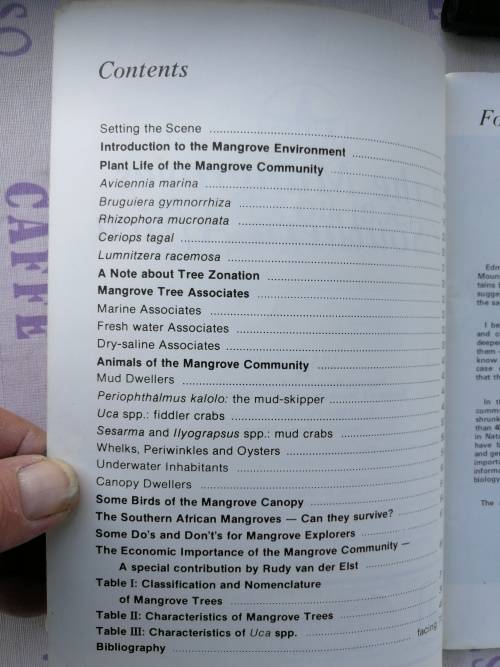 Contents
Setting the Scene
Introduction to the Mangrove Environment
Plant Life of the Mangrove Community
Avicennia marina
Bruguiera gymnorrhiza
Rhizophora mucronata
Ceriops tagal
Lumnitzera racemosa
A Note about Tree Zonation
Mangrove Tree Associates
Marine Associates
Fresh water Associates
Dry-saline Associates
Animals of the Mangrove Community
Mud Dwellers
Periophthalmus kalolo: the mud-skipper
Uca spp.: fiddler crabs
Sesarma and Ilyograpsus spp.: mud crabs
Whelks, Periwinkles and Oysters
Underwater Inhabitants
Canopy Dwellers
Some Birds of the Mangrove Canopy
The Southern African Mangroves — Can they survive?
Some Do's and Don't's for Mangrove Explorers
The Economic Importance of the Mangrove Community —
A special contribution by Rudy van der Elst
Table I: Classification and Nomenclature
of Mangrove Trees
Table II: Characteristics of Mangrove Trees
Table III: Characteristics of Uca spp. facing
Bibliography
CAFFE